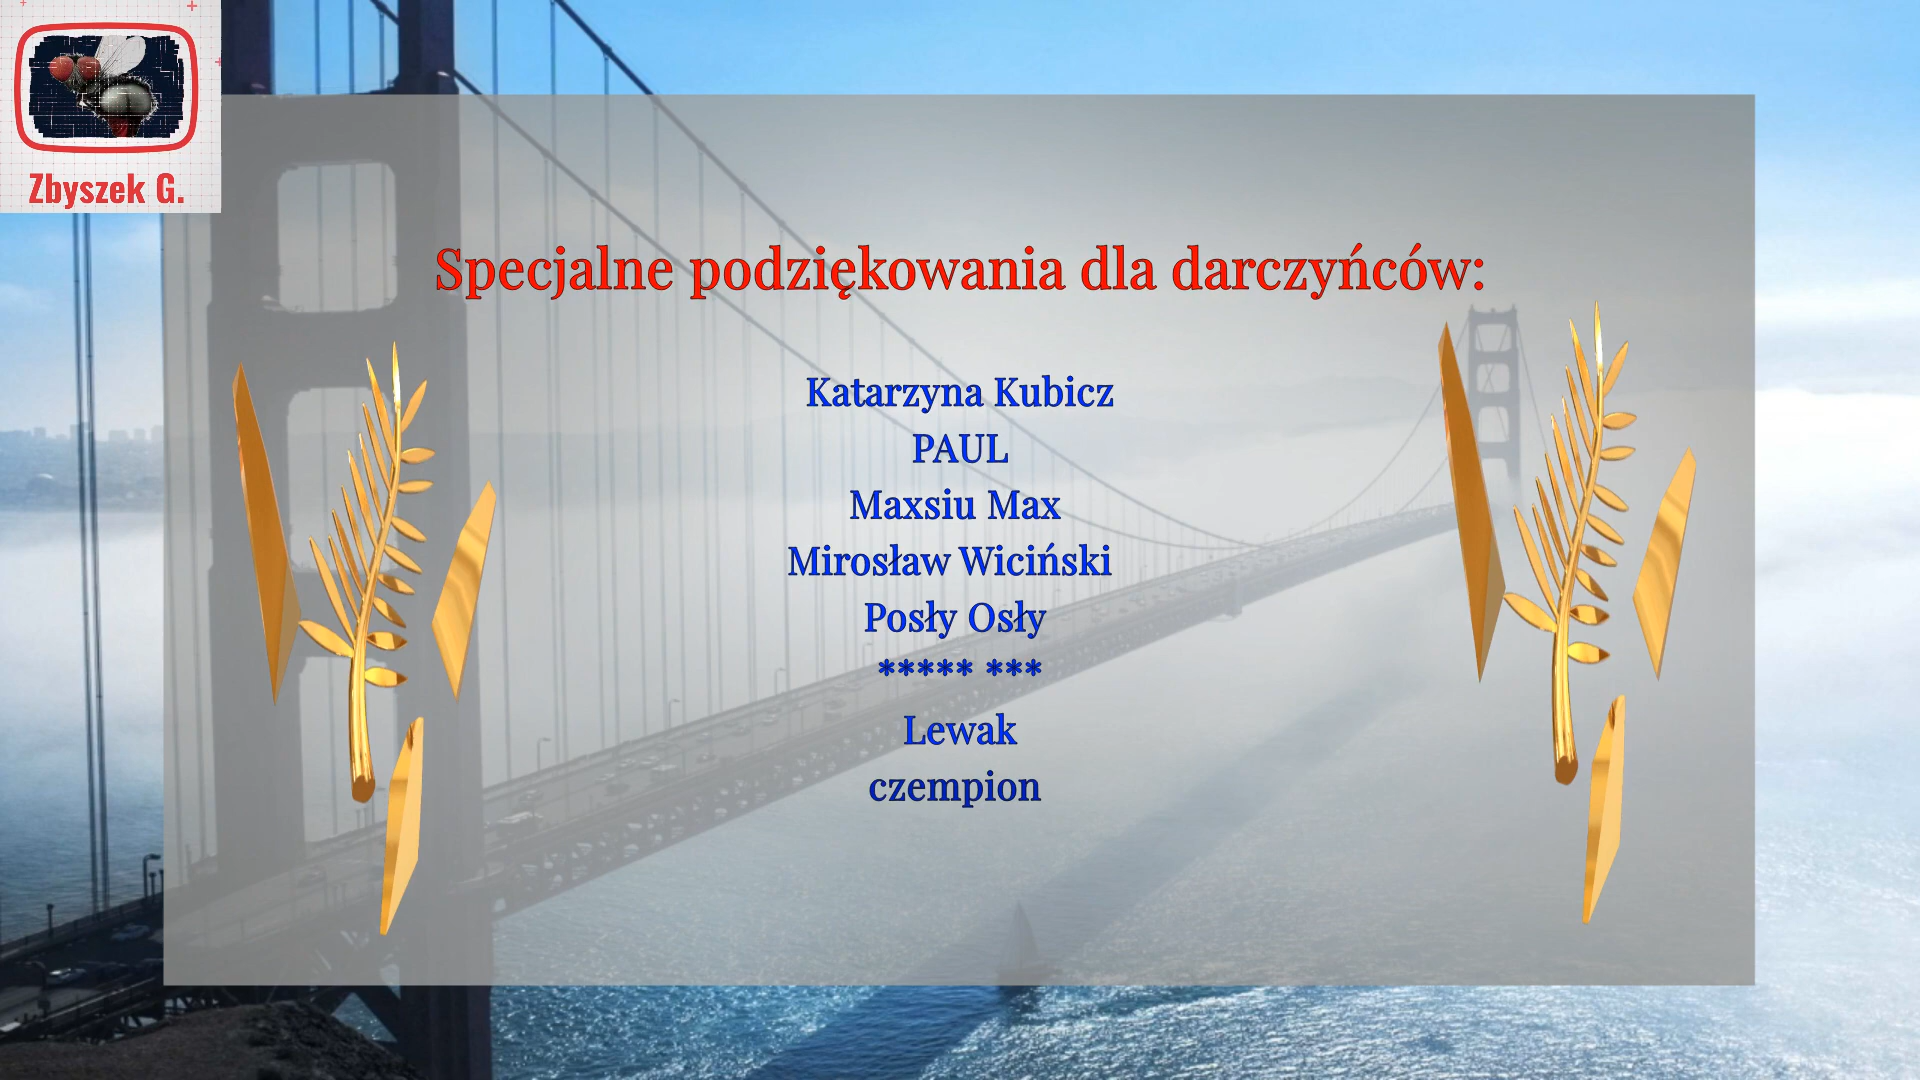 Zbyszek G.
Specjalne podziękowania dla darczyńców:
Katarzyna Kubicz
PAUL
Maxsiu Max
Mirosław Wiciński
Posły Osły
***** ***
Lewak
czempion